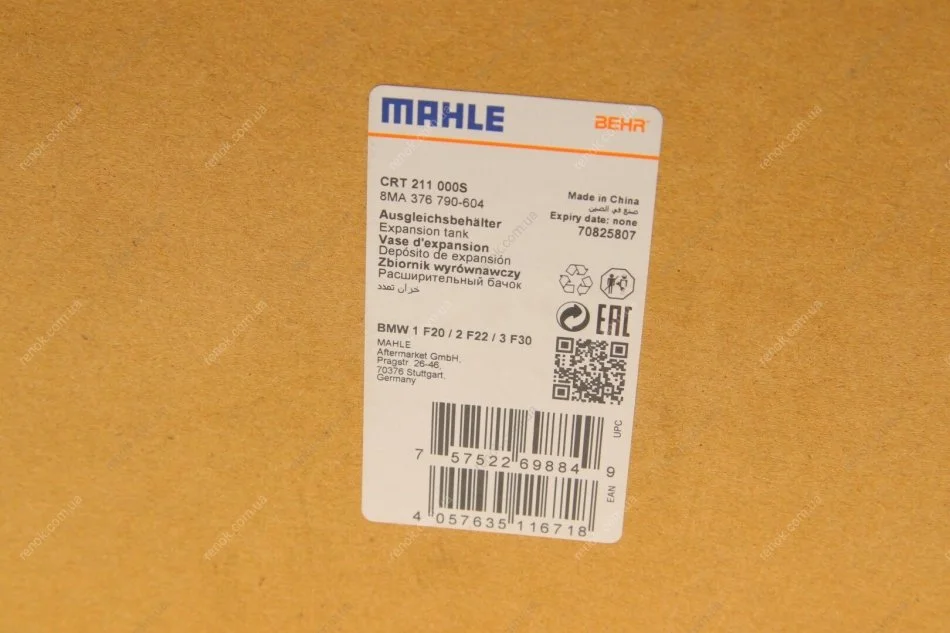 MAHLE
BEHR
CRT 211 000S
8MA 376 790-604
Ausgleichsbehälter
Expansion tank
Vase d'expansion
Depósito de expansión
Zbiornik wyrównawczy
Расширительный бачок
خزان تمدد
Made in China
صنع في الصين
Expiry date: none
70825807
EAC
BMW 1 F20 / 2 F22 / 3 F30
MAHLE
Aftermarket GmbH,
Pragstr. 26-46,
70376 Stuttgart,
Germany
UPC
7 57522 69884 9
EAN
4 057635 116718
renok.com.ua